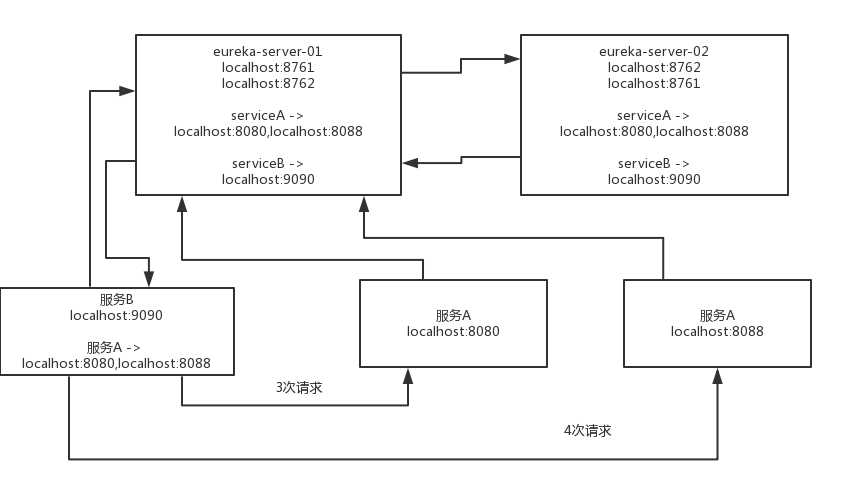 eureka-server-01
localhost:8761
localhost:8762
serviceA ->
localhost:8080,localhost:8088
serviceB ->
localhost:9090
eureka-server-02
localhost:8762
localhost:8761
serviceA ->
localhost:8080,localhost:8088
serviceB ->
localhost:9090
服务B
localhost:9090
服务A ->
localhost:8080,localhost:8088
服务A
localhost:8080
服务A
localhost:8088
3次请求
4次请求